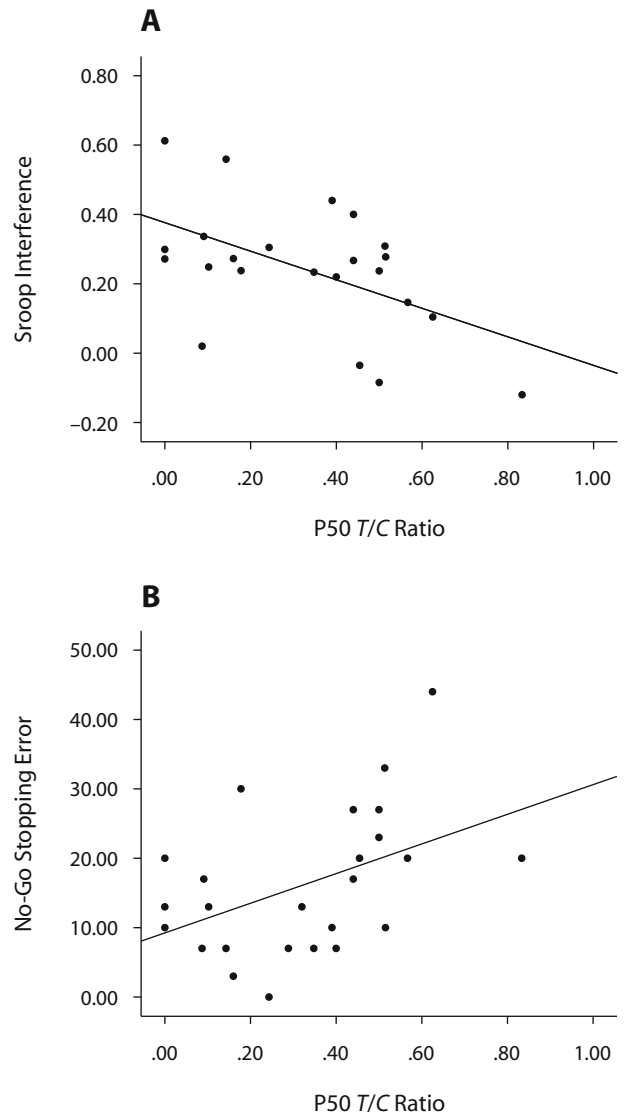 A
0.80
0.60
0.40
0.20
0.00
–0.20
Sroop Interference
.00 .20 .40 .60 .80 1.00
P50 T/C Ratio
B
50.00
40.00
30.00
20.00
10.00
0.00
No-Go Stopping Error
.00 .20 .40 .60 .80 1.00
P50 T/C Ratio